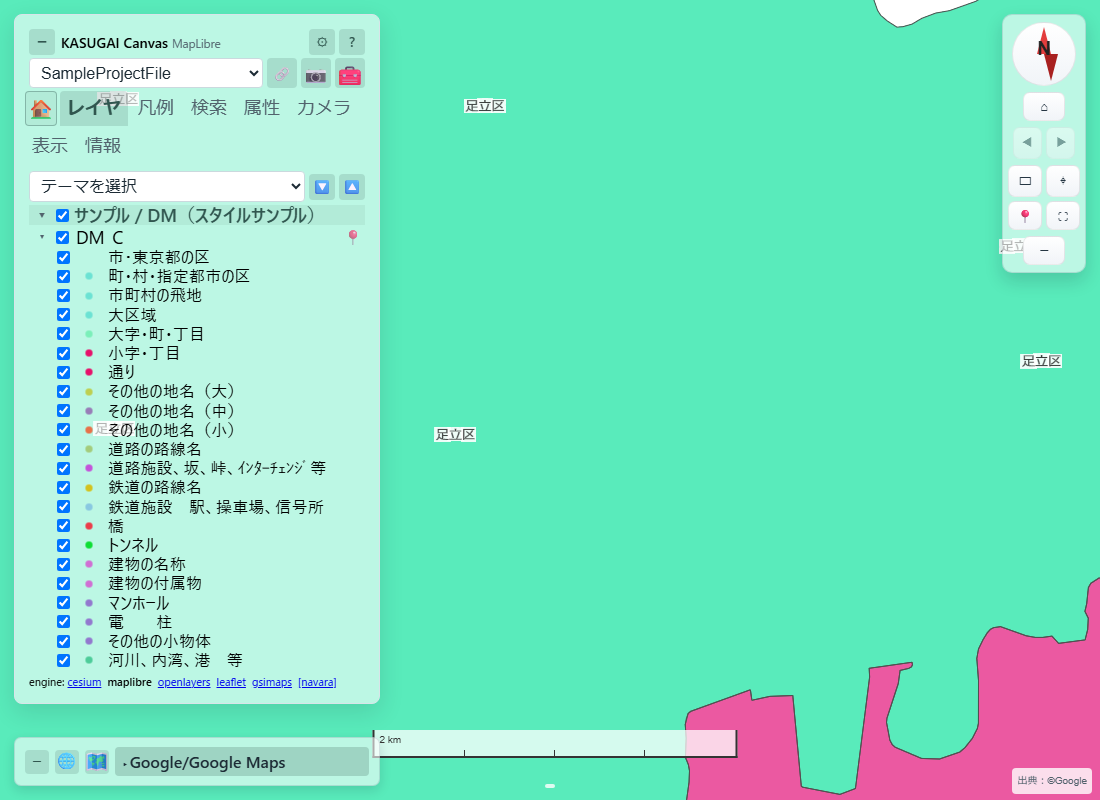 KASUGAI Canvas MapLibre
?
SampleProjectFile
レイヤ 凡例 検索 属性 カメラ
表示 情報
テーマを選択
サンプル / DM（スタイルサンプル）
DM C
市・東京都の区
町・村・指定都市の区
市町村の飛地
大区域
大字・町・丁目
小字・丁目
通り
その他の地名（大）
その他の地名（中）
その他の地名（小）
道路の路線名
道路施設、坂、峠、ｲﾝﾀｰﾁｪﾝｼﾞ等
鉄道の路線名
鉄道施設　駅、操車場、信号所
橋
トンネル
建物の名称
建物の付属物
マンホール
電　　柱
その他の小物体
河川、内湾、港　等
engine: cesium maplibre openlayers leaflet gsimaps [navara]
Google/Google Maps
足立区
足立区
足立区
足立区
足立区
足立
N
2 km
出典：©Google